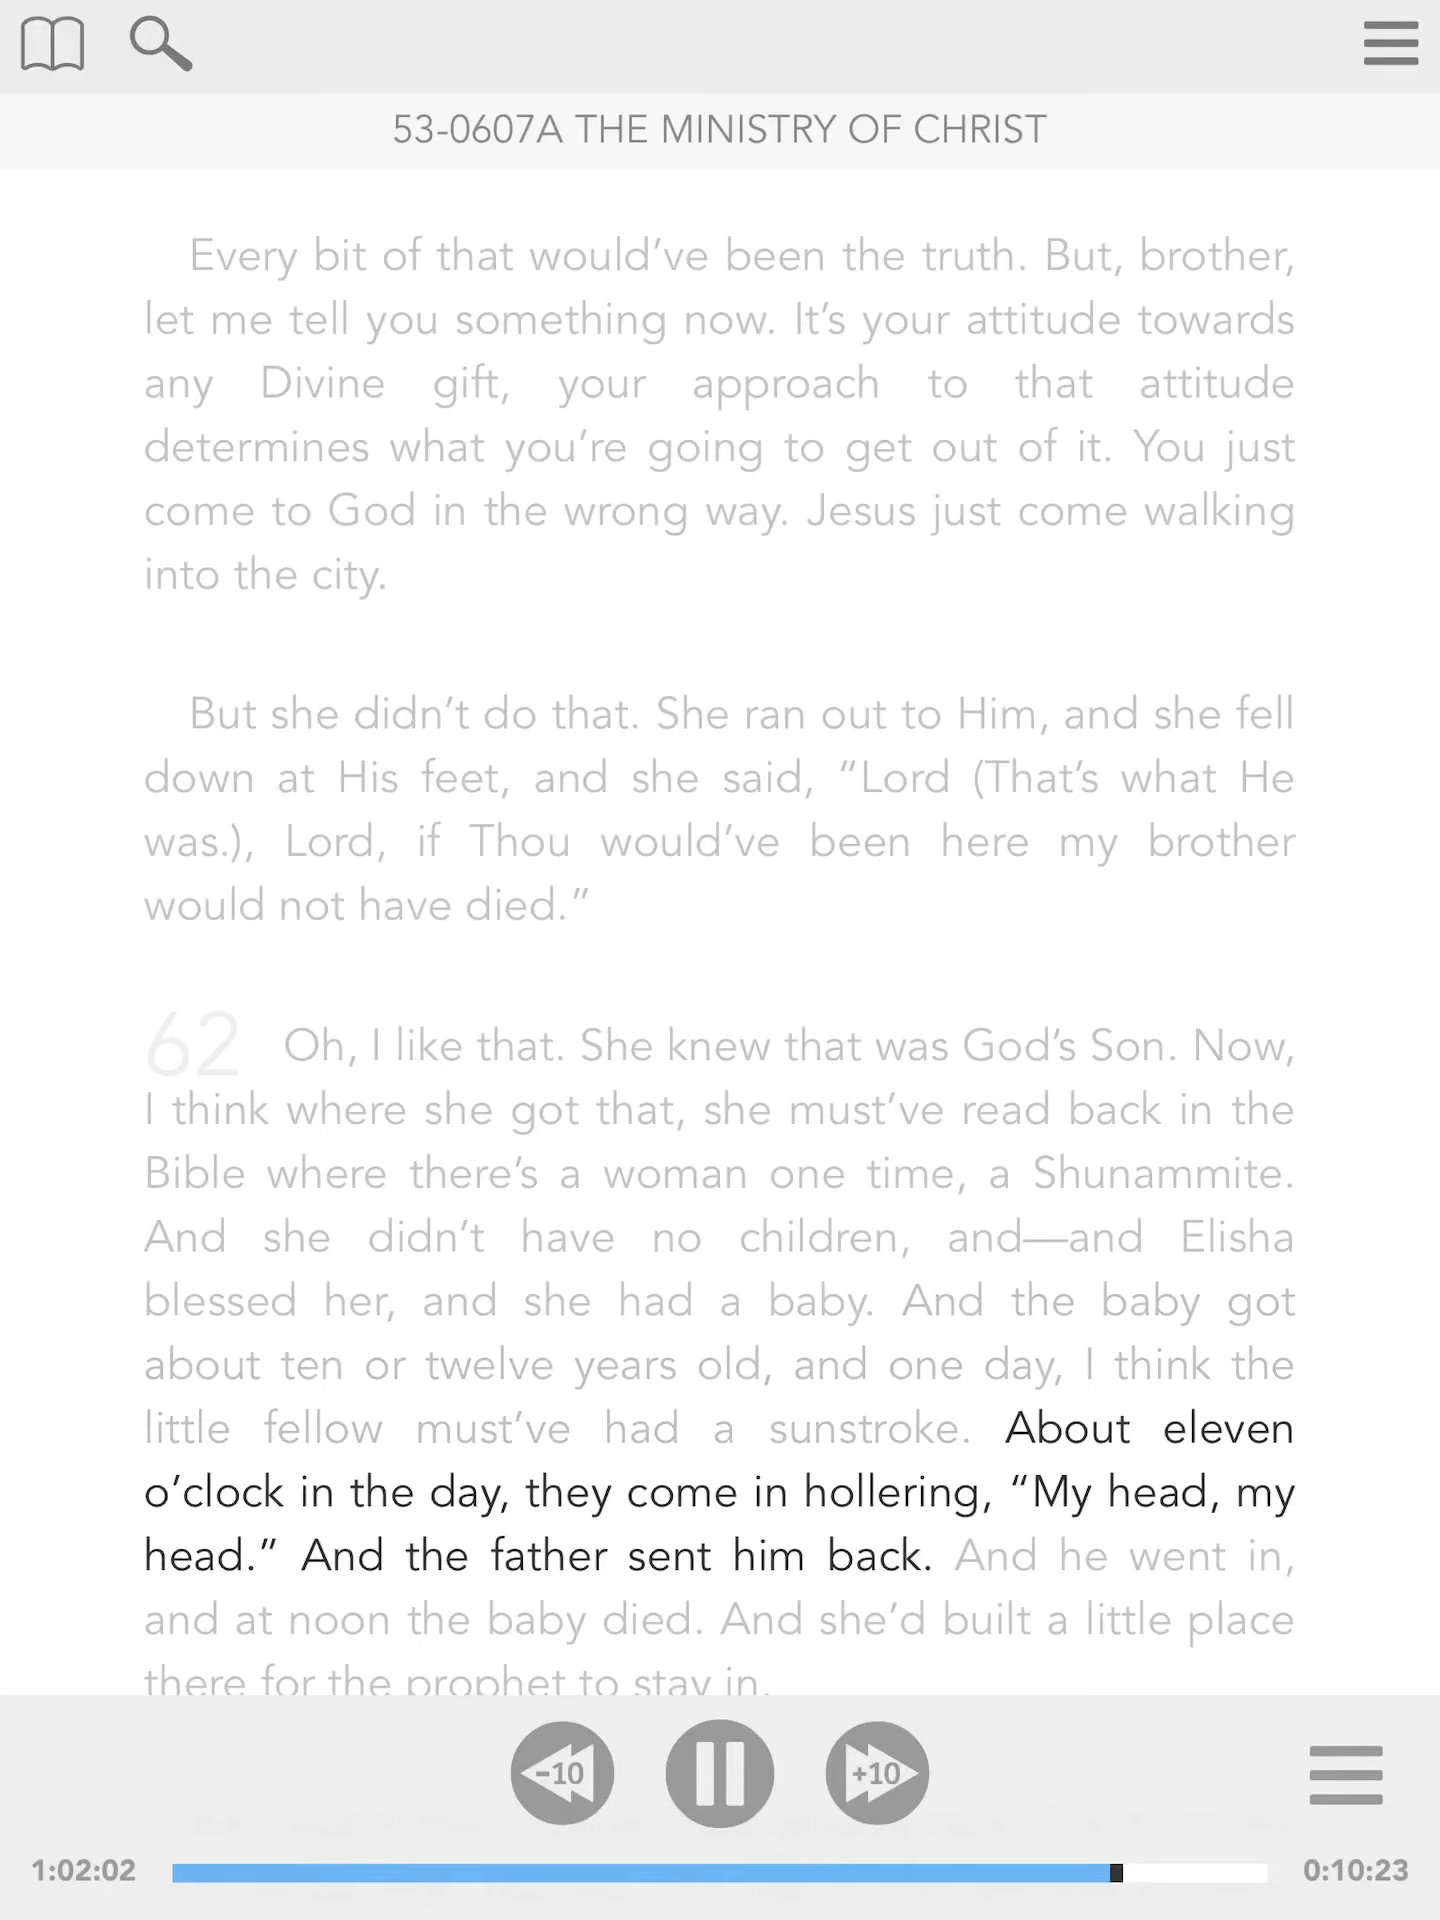 53-0607A THE MINISTRY OF CHRIST
Every bit of that would’ve been the truth. But, brother,
let me tell you something now. It’s your attitude towards
any Divine gift, your approach to that attitude
determines what you’re going to get out of it. You just
come to God in the wrong way. Jesus just come walking
into the city.
But she didn’t do that. She ran out to Him, and she fell
down at His feet, and she said, “Lord (That’s what He
was.), Lord, if Thou would’ve been here my brother
would not have died.”
62 Oh, I like that. She knew that was God’s Son. Now,
I think where she got that, she must’ve read back in the
Bible where there’s a woman one time, a Shunammite.
And she didn’t have no children, and—and Elisha
blessed her, and she had a baby. And the baby got
about ten or twelve years old, and one day, I think the
little fellow must’ve had a sunstroke. About eleven
o’clock in the day, they come in hollering, “My head, my
head.” And the father sent him back. And he went in,
and at noon the baby died. And she’d built a little place
there for the prophet to stay in.
-10 +10
1:02:02 0:10:23